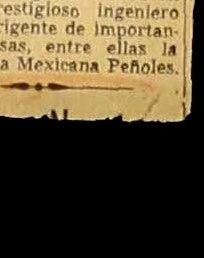 restigioso ingeniero
rigente de importan-
sas, entre ellas la
a Mexicana Peñoles.